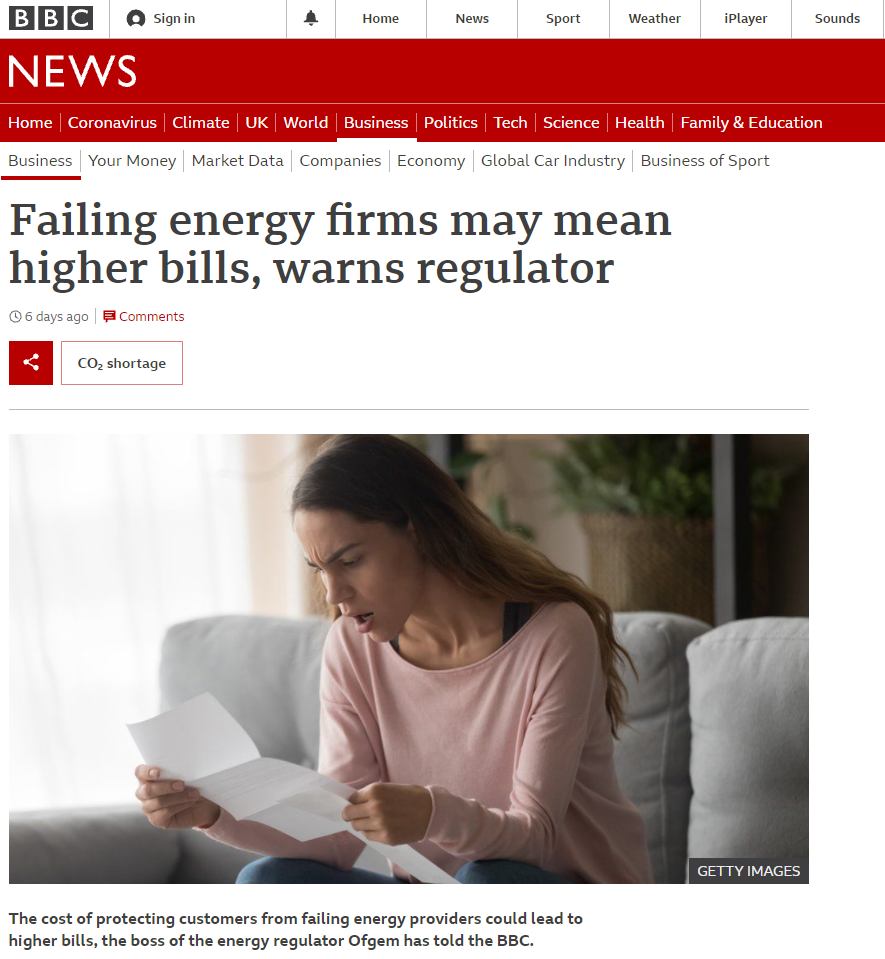 BBC Sign in Home News Sport Weather iPlayer Sounds
NEWS
Home Coronavirus Climate UK World Business Politics Tech Science Health Family & Education
Business Your Money Market Data Companies Economy Global Car Industry Business of Sport
Failing energy firms may mean
higher bills, warns regulator
6 days ago Comments
CO₂ shortage
GETTY IMAGES
The cost of protecting customers from failing energy providers could lead to
higher bills, the boss of the energy regulator Ofgem has told the BBC.